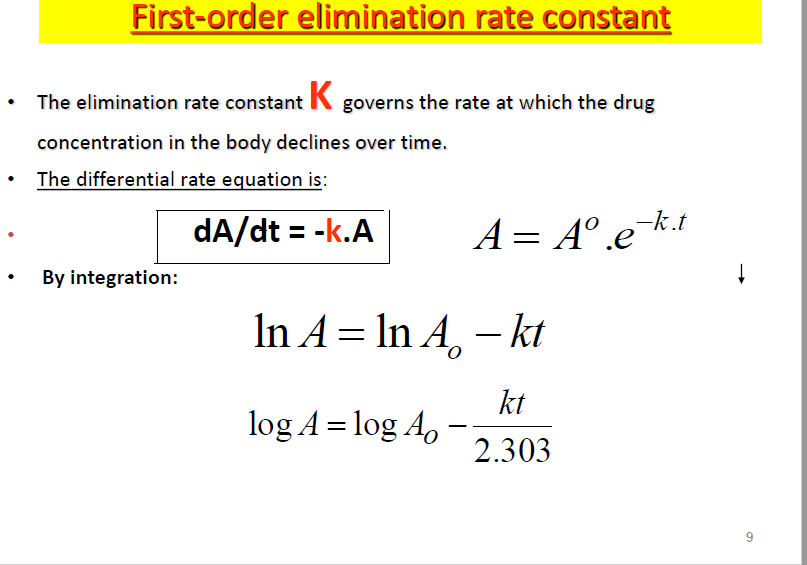 First-order elimination rate constant
• The elimination rate constant K governs the rate at which the drug
concentration in the body declines over time.
• The differential rate equation is:
• dA/dt = -k.A A = A^o .e^{-k.t}
• By integration: ↓
ln A = ln A_o − kt
log A = log A_o − \frac{kt}{2.303}
9